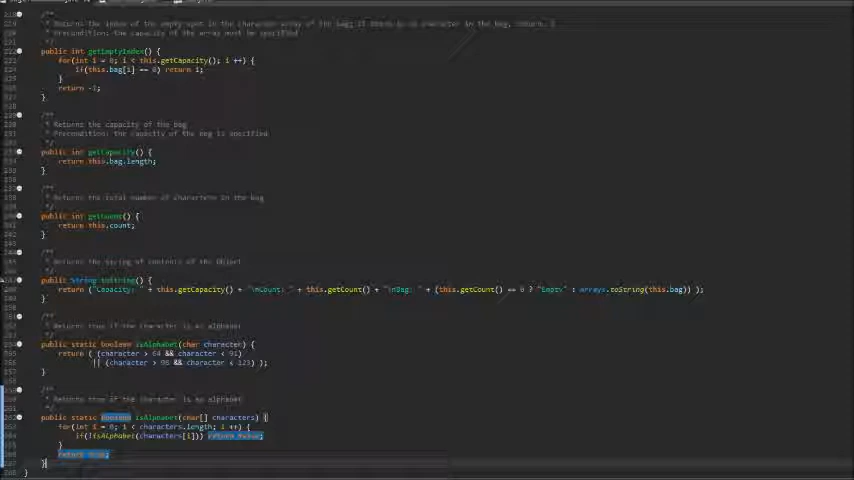 /**
* Returns the index of the empty spot in the character array of the bag; if there is no character in the bag, return
* Precondition: the capacity of the array must be specified
*/
public int getEmptyIndex() {
for(int i = 0; i < this.getCapacity(); i ++) {
if(this.bag[i] == 0) return i;
}
return -1;
}
/**
* Returns the capacity of the bag
* Precondition: the capacity of the bag is specified
*/
public int getCapacity() {
return this.bag.length;
}
/**
* Returns the total number of characters in the bag
*/
public int getCount() {
return this.count;
}
/**
* Returns the string of contents of the Object
*/
public String toString() {
return ("Capacity: " + this.getCapacity() + "\nCount: " + this.getCount() + "\nBag: " + (this.getCount() == 0 ? "Empty" : Arrays.toString(this.bag)) );
}
/**
* Returns true if the character is an alphabet
*/
public static boolean isAlphabet(char character) {
return ( (character > 64 && character < 91)
|| (character > 96 && character < 123) );
}
/**
* Returns true if the character is an alphabet
*/
public static boolean isAlphabet(char[] characters) {
for(int i = 0; i < characters.length; i ++) {
if(!isAlphabet(characters[i])) return false;
}
return true;
}
}